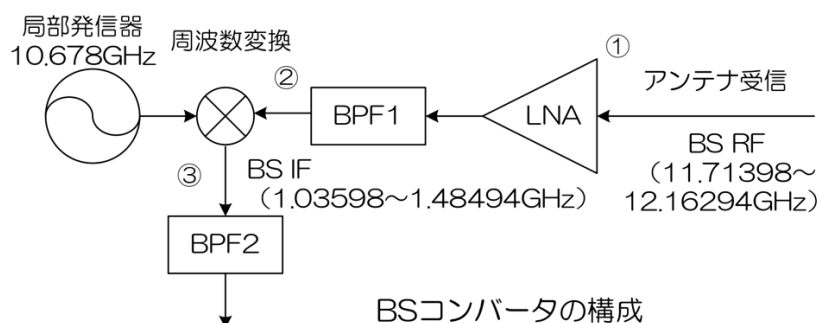 局部発信器
10.678GHz
周波数変換
①
②
アンテナ受信
BPF1
LNA
BS RF
（11.71398～
12.16294GHz）
③
BS IF
（1.03598～1.48494GHz）
BPF2
BSコンバータの構成